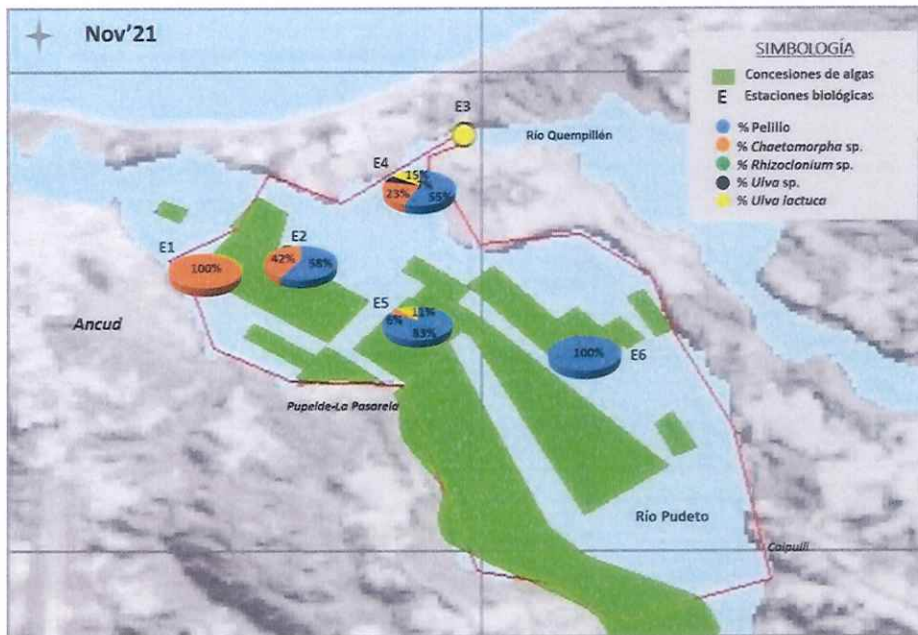 Nov'21
SIMBOLOGÍA
Concesiones de algas
E Estaciones biológicas
% Pelillo
% Chaetomorpha sp.
% Rhizoclonium sp.
% Ulva sp.
% Ulva lactuca
E3
Río Quempillén
E4
15%
23%
55%
E1
100%
E2
42%
58%
E5
11%
6%
83%
100%
E6
Ancud
Pupelde-La Pasarela
Río Pudeto